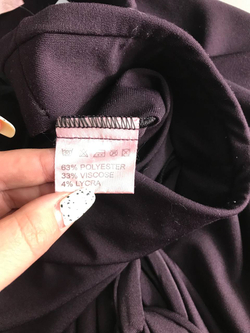 63% POLYESTER
33% VISCOSE
4% LYCRA